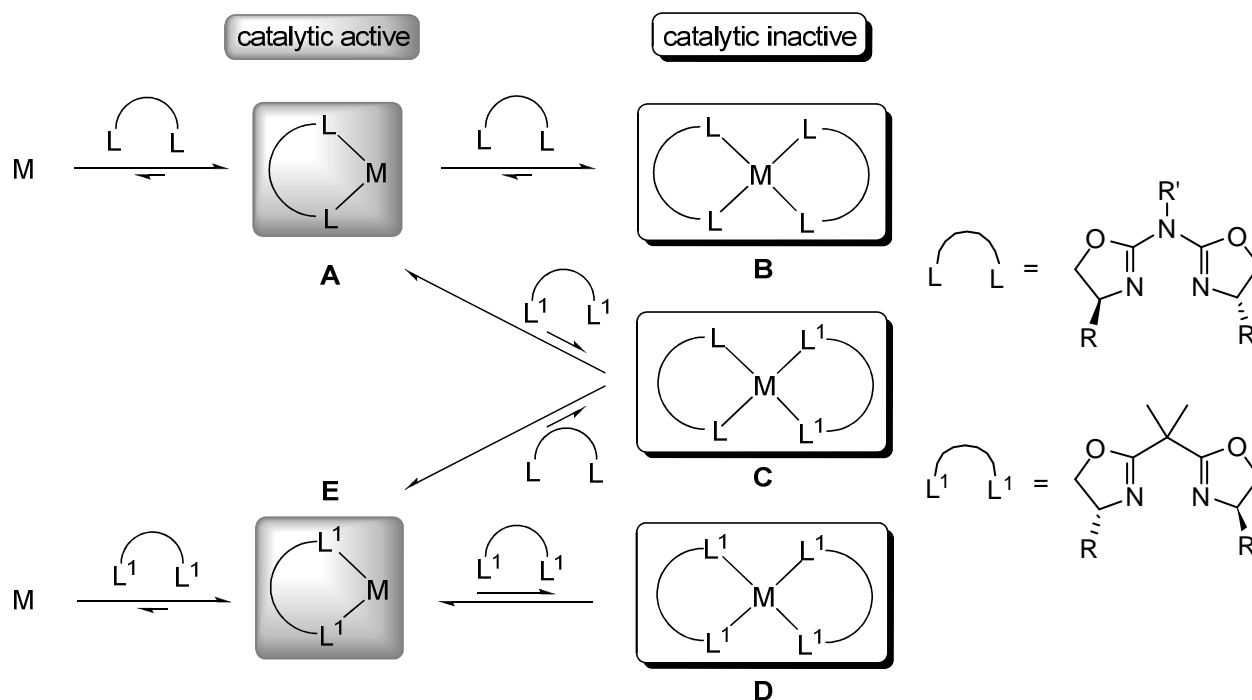 catalytic active
catalytic inactive
L L
L L
M
L
M
L
L L
M
L L
R'
O N O
N N
R R
L L =
A
B
L¹ L¹
L L¹
M
L L¹
C
L L
O O
N N
R R
L¹ L¹ =
E
L¹ L¹
L¹ L¹
M
L¹
M
L¹
L¹ L¹
M
L¹ L¹
D